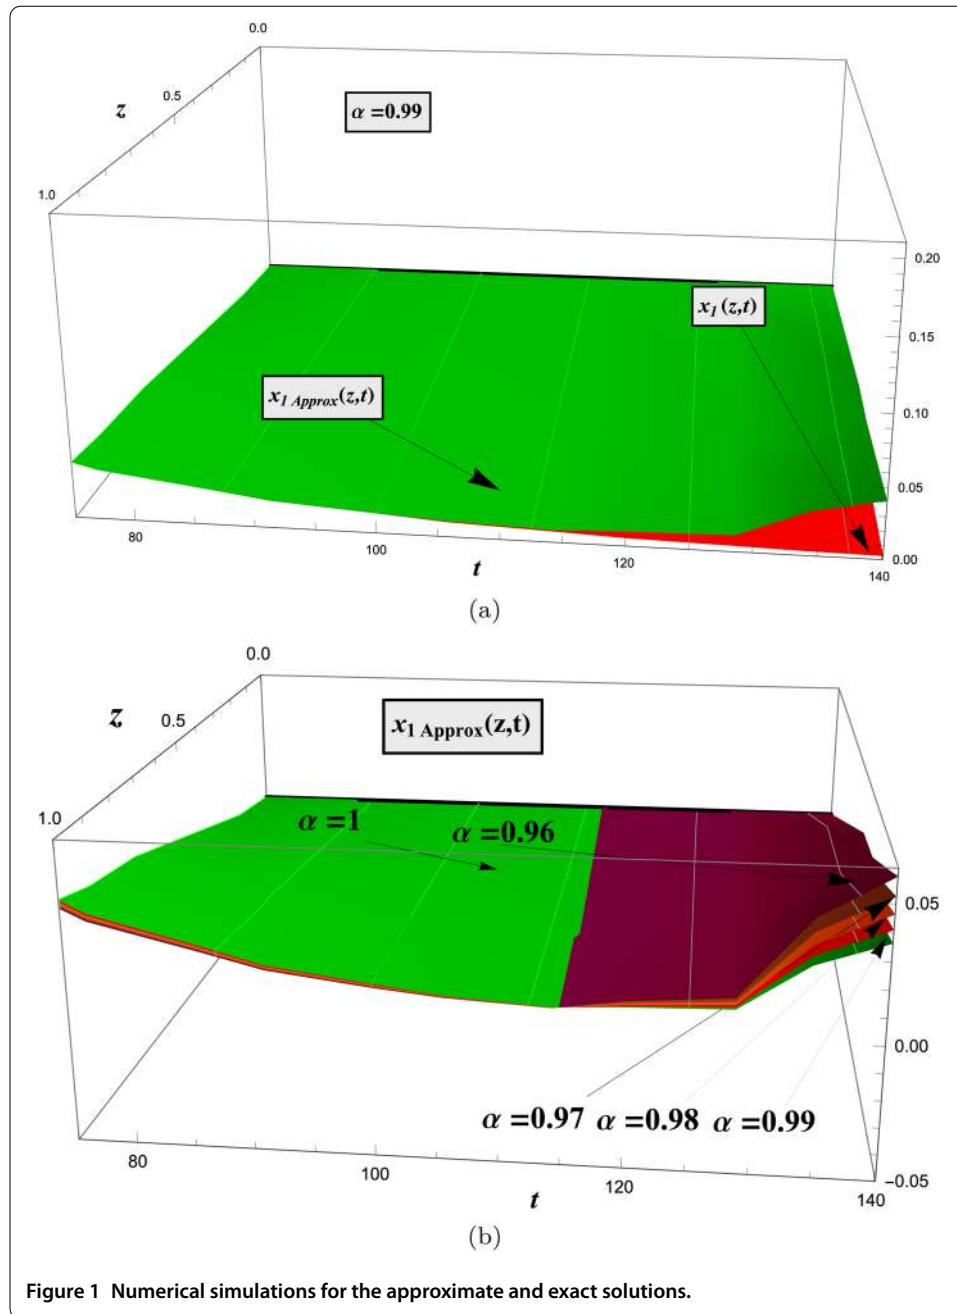 0.0
z
0.5
α =0.99
1.0
0.20
x1(z,t)
0.15
x1 Approx(z,t)
0.10
0.05
0.00
80
100
120
140
t
(a)
0.0
x1 Approx(z,t)
z
0.5
1.0
α =1
α =0.96
0.05
0.00
α =0.97 α =0.98 α =0.99
−0.05
80
100
120
140
t
(b)
Figure 1 Numerical simulations for the approximate and exact solutions.